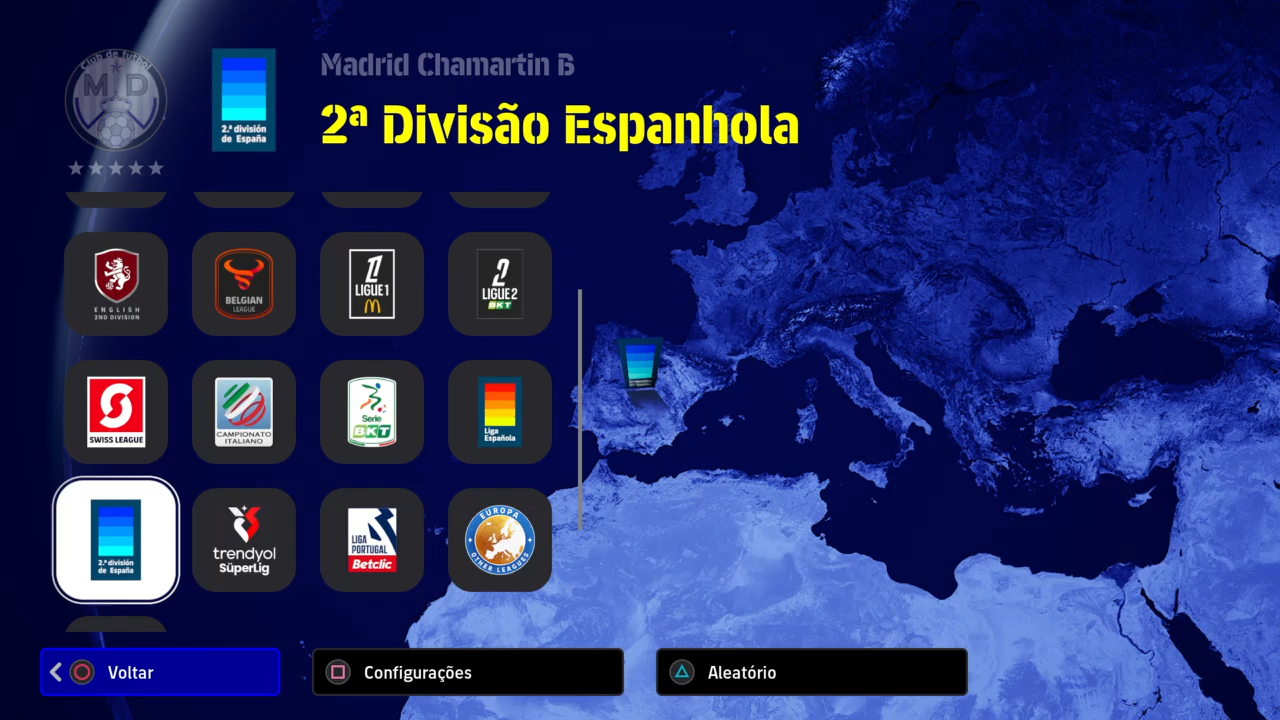 Club de fútbol
M D
2.ª división
de España
Madrid Chamartin B
2ª Divisão Espanhola
ENGLISH
2ND DIVISION
BELGIAN
LEAGUE
LIGUE 1
LIGUE 2
BKT
SWISS LEAGUE
CAMPIONATO
ITALIANO
Serie
BKT
Liga
Española
2.ª división
de España
trendyol
SüperLig
LIGA
PORTUGAL
Betclic
EUROPA
OTHER LEAGUES
Voltar
Configurações
Aleatório